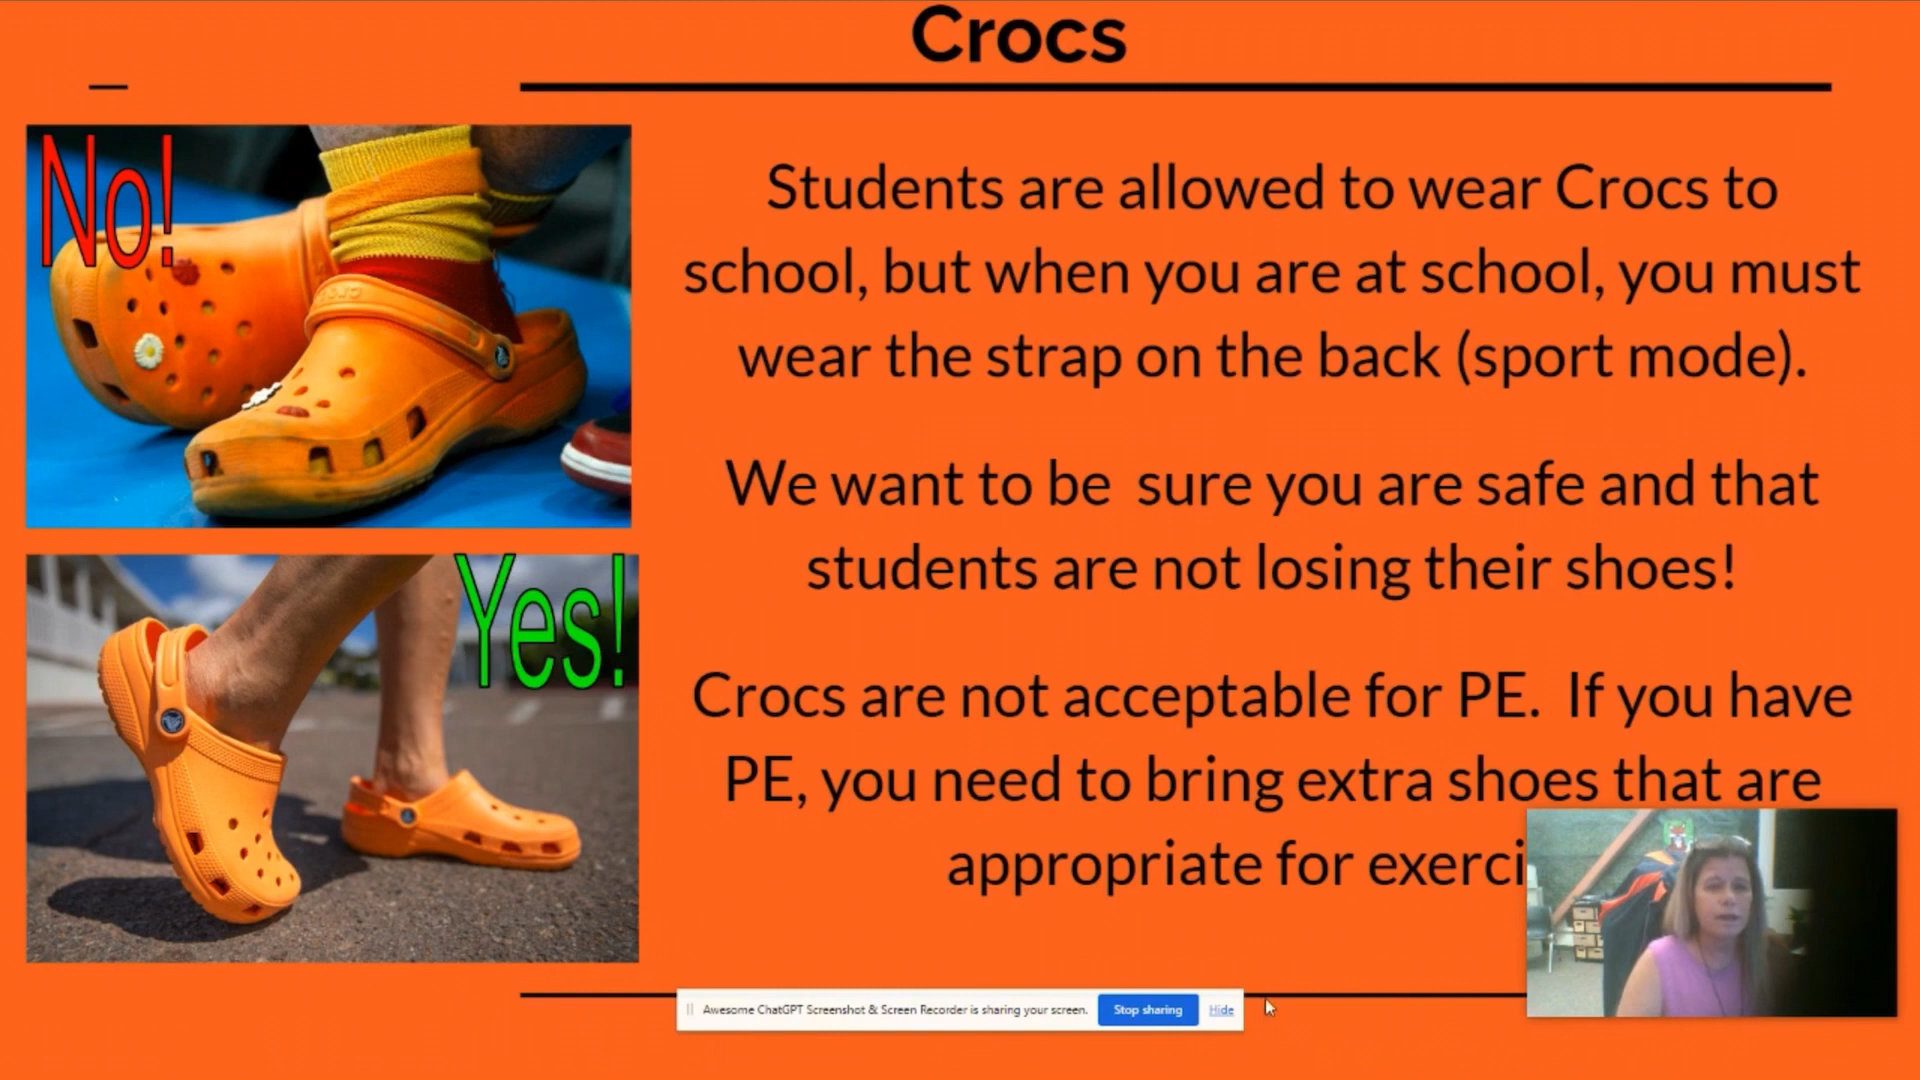 Crocs
No!
Students are allowed to wear Crocs to
school, but when you are at school, you must
wear the strap on the back (sport mode).
We want to be sure you are safe and that
students are not losing their shoes!
Yes!
Crocs are not acceptable for PE. If you have
PE, you need to bring extra shoes that are
appropriate for exerci
Awesome ChatGPT Screenshot & Screen Recorder is sharing your screen. Stop sharing Hide